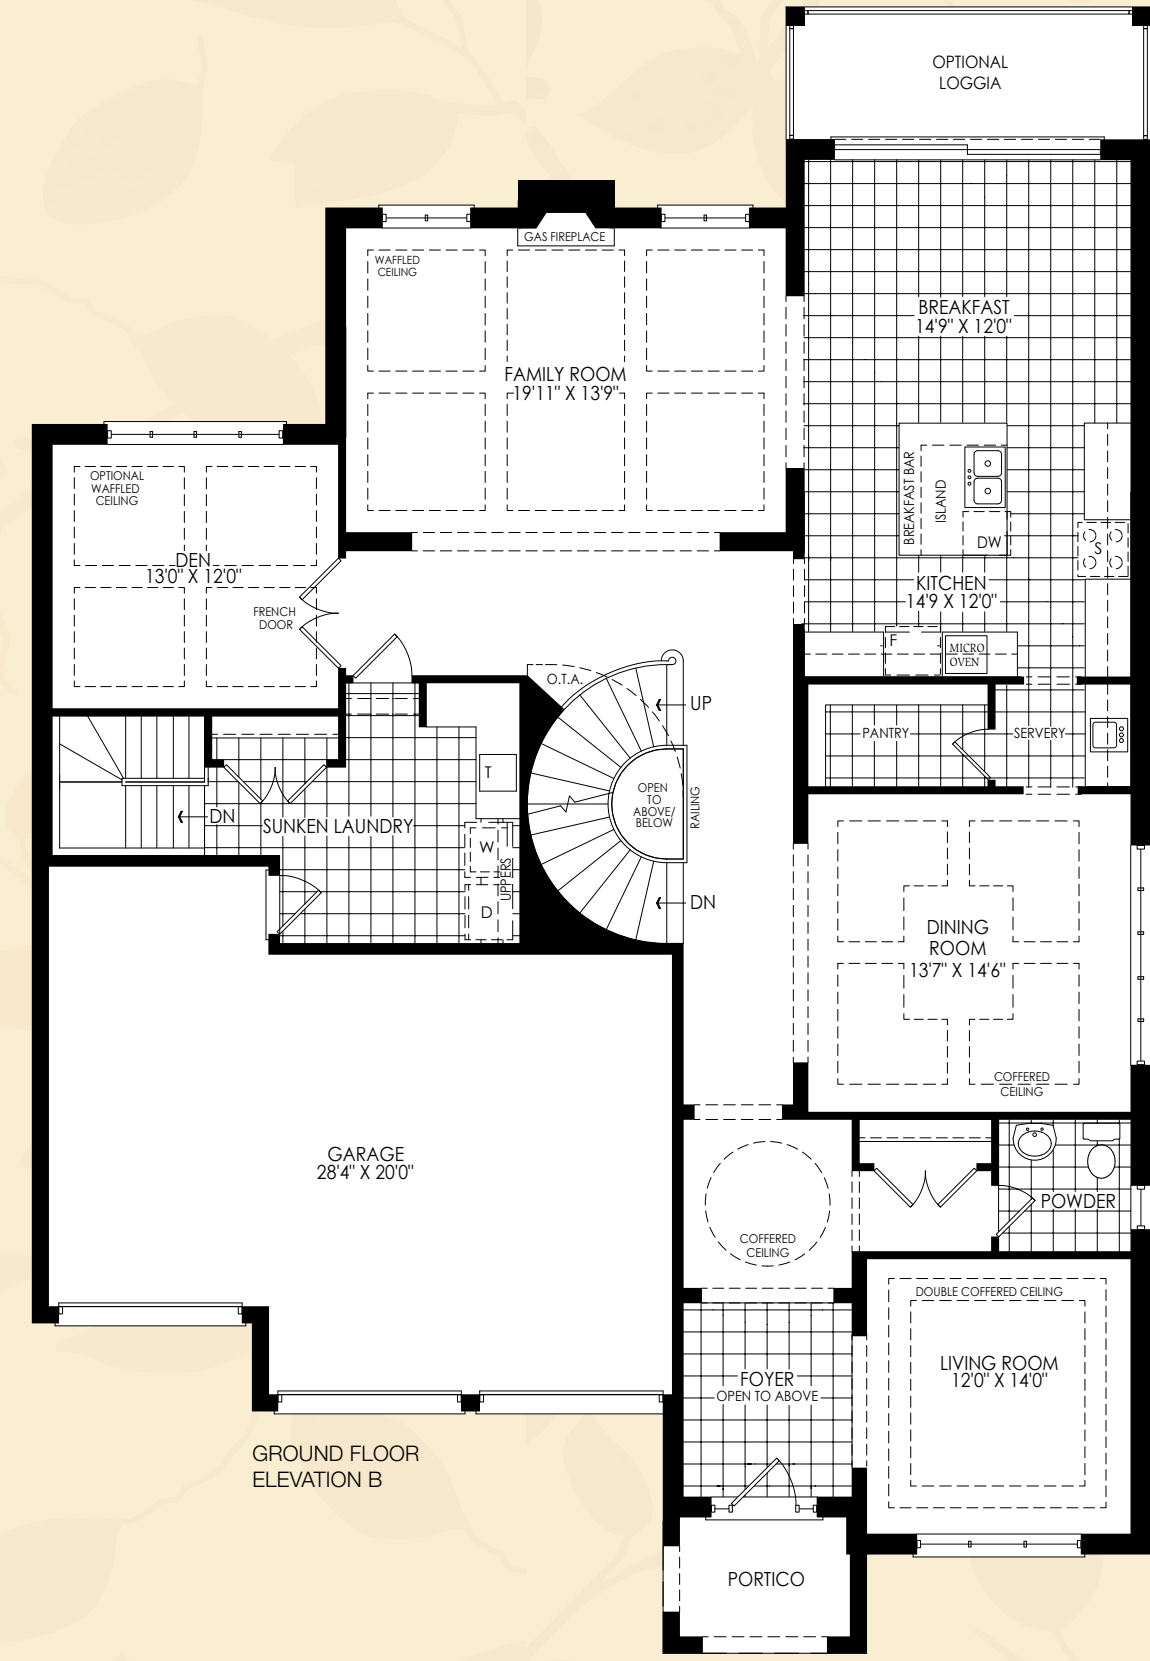 OPTIONAL
LOGGIA
GAS FIREPLACE
WAFFLED
CEILING
BREAKFAST
14'9" X 12'0"
FAMILY ROOM
19'11" X 13'9"
OPTIONAL
WAFFLED
CEILING
BREAKFAST BAR
ISLAND
DW
S
DEN
13'0" X 12'0"
FRENCH
DOOR
KITCHEN
14'9 X 12'0"
F
MICRO
OVEN
O.T.A.
UP
PANTRY
SERVERY
T
OPEN
TO
ABOVE/
BELOW
RAILING
DN
SUNKEN LAUNDRY
W
UPPERS
D
DN
DINING
ROOM
13'7" X 14'6"
COFFERED
CEILING
GARAGE
28'4" X 20'0"
POWDER
COFFERED
CEILING
DOUBLE COFFERED CEILING
LIVING ROOM
12'0" X 14'0"
FOYER
OPEN TO ABOVE
GROUND FLOOR
ELEVATION B
PORTICO